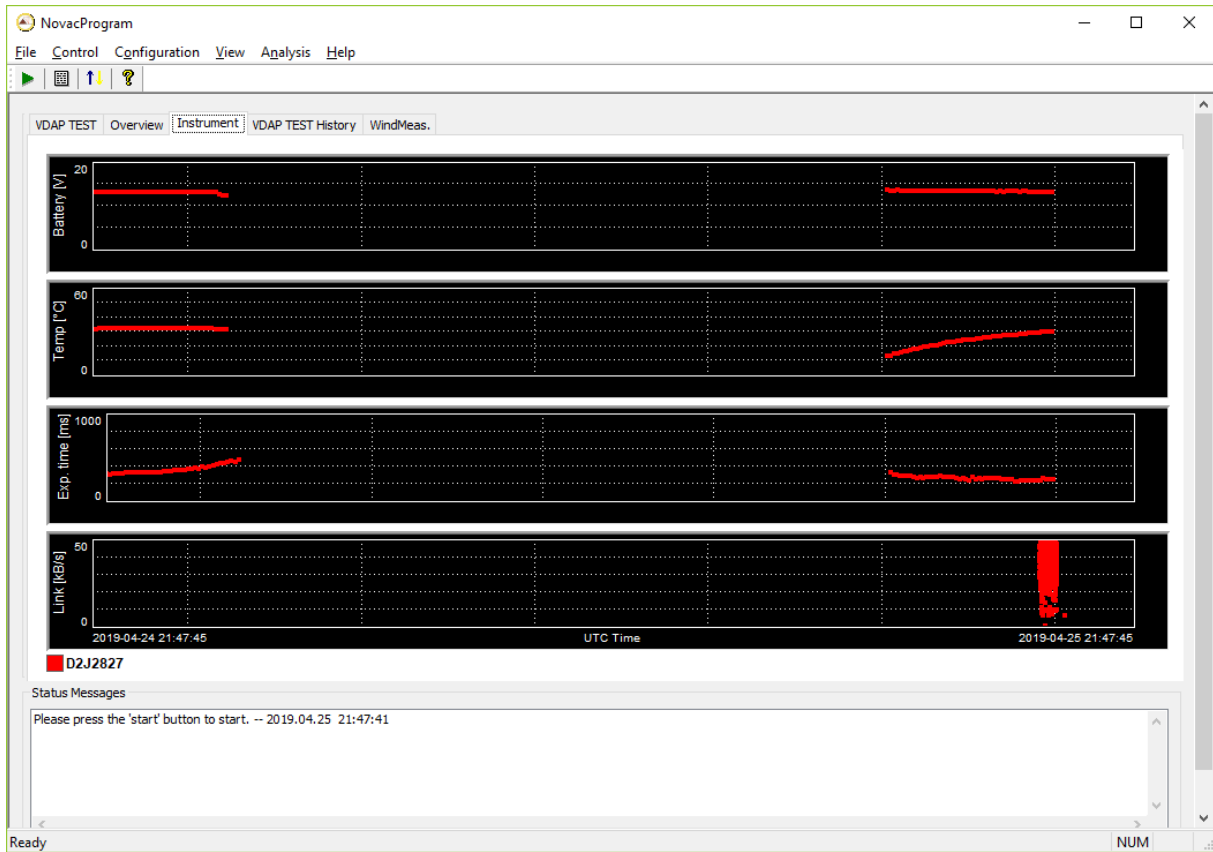 NovacProgram
File Control Configuration View Analysis Help
VDAP TEST Overview Instrument VDAP TEST History WindMeas.
20
Battery [V]
0
60
Temp [°C]
0
1000
Exp. time [ms]
0
50
Link [kB/s]
0
2019-04-24 21:47:45 UTC Time 2019-04-25 21:47:45
D2J2827
Status Messages
Please press the 'start' button to start. -- 2019.04.25 21:47:41
Ready NUM